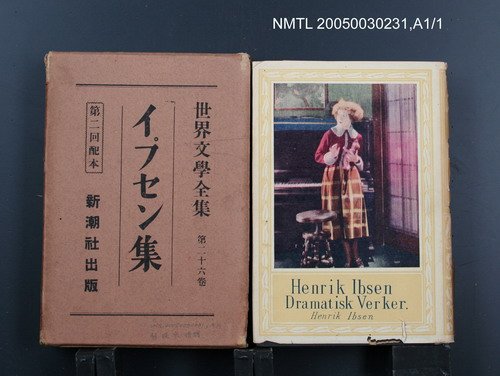 NMTL 20050030231,A1/1
世界文學全集 第二十六卷
イプセン集
第二回配本
新潮社出版
Henrik Ibsen
Dramatisk Verker.
Henrik Ibsen